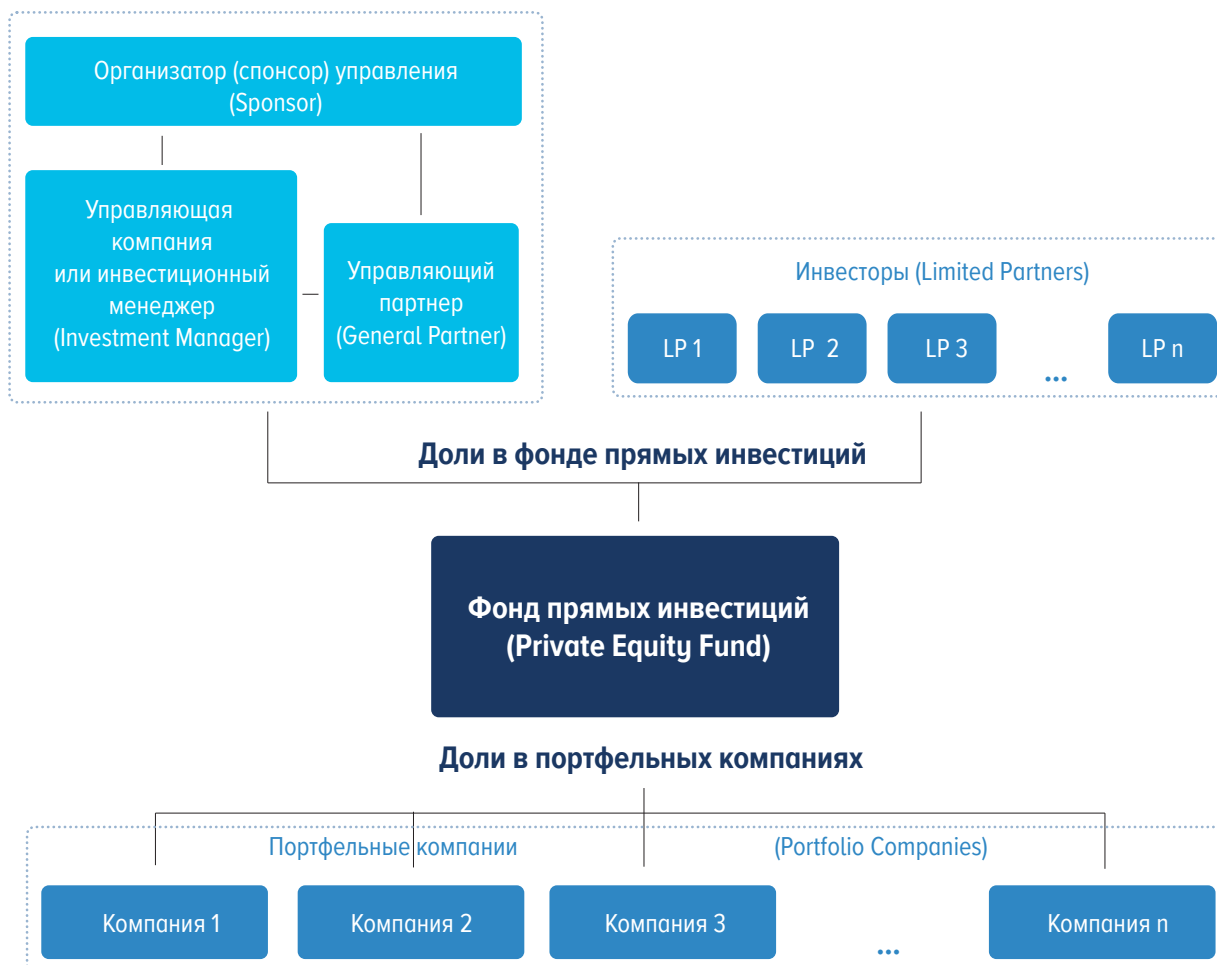 Организатор (спонсор) управления
(Sponsor)
Управляющая
компания
или инвестиционный
менеджер
(Investment Manager)
Управляющий
партнер
(General Partner)
Инвесторы (Limited Partners)
LP 1
LP 2
LP 3
...
LP n
Доли в фонде прямых инвестиций
Фонд прямых инвестиций
(Private Equity Fund)
Доли в портфельных компаниях
Портфельные компании (Portfolio Companies)
Компания 1
Компания 2
Компания 3
...
Компания n